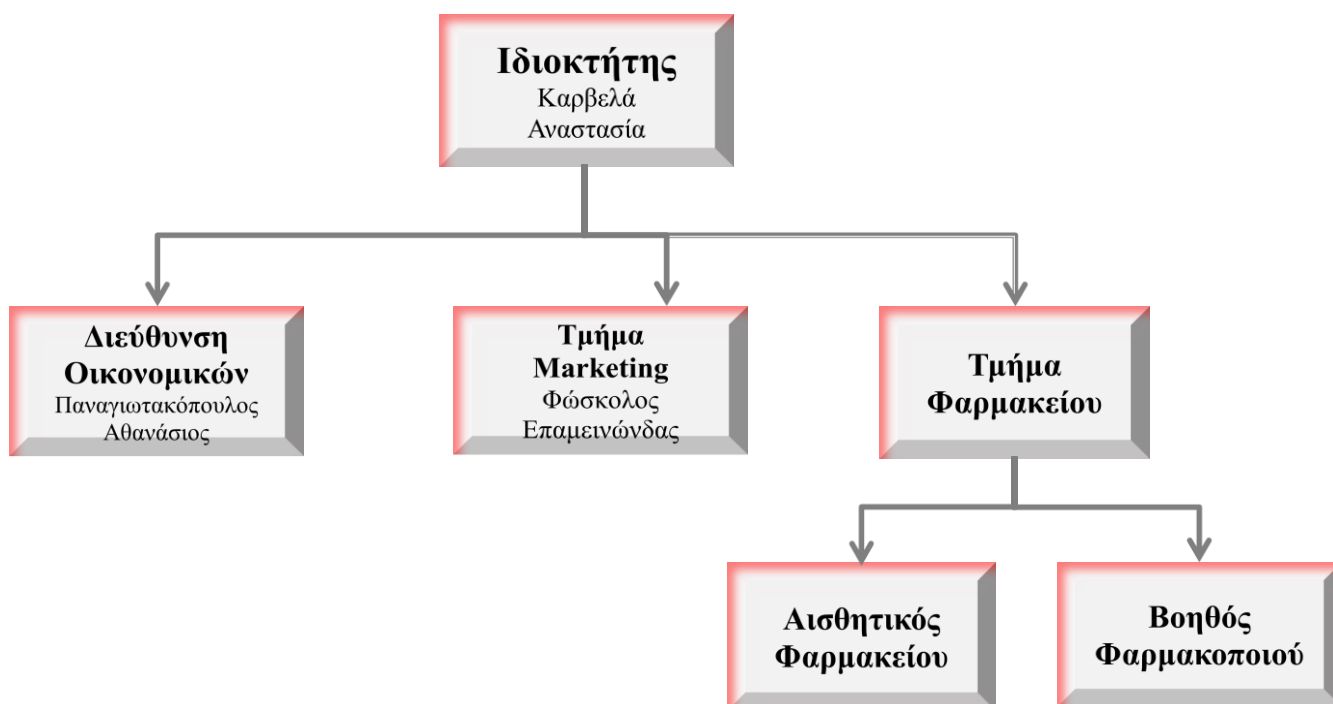 Ιδιοκτήτης
Καρβελά
Αναστασία
Διεύθυνση
Οικονομικών
Παναγιωτακόπουλος
Αθανάσιος
Τμήμα
Marketing
Φώσκολος
Επαμεινώνδας
Τμήμα
Φαρμακείου
Αισθητικός
Φαρμακείου
Βοηθός
Φαρμακοποιού